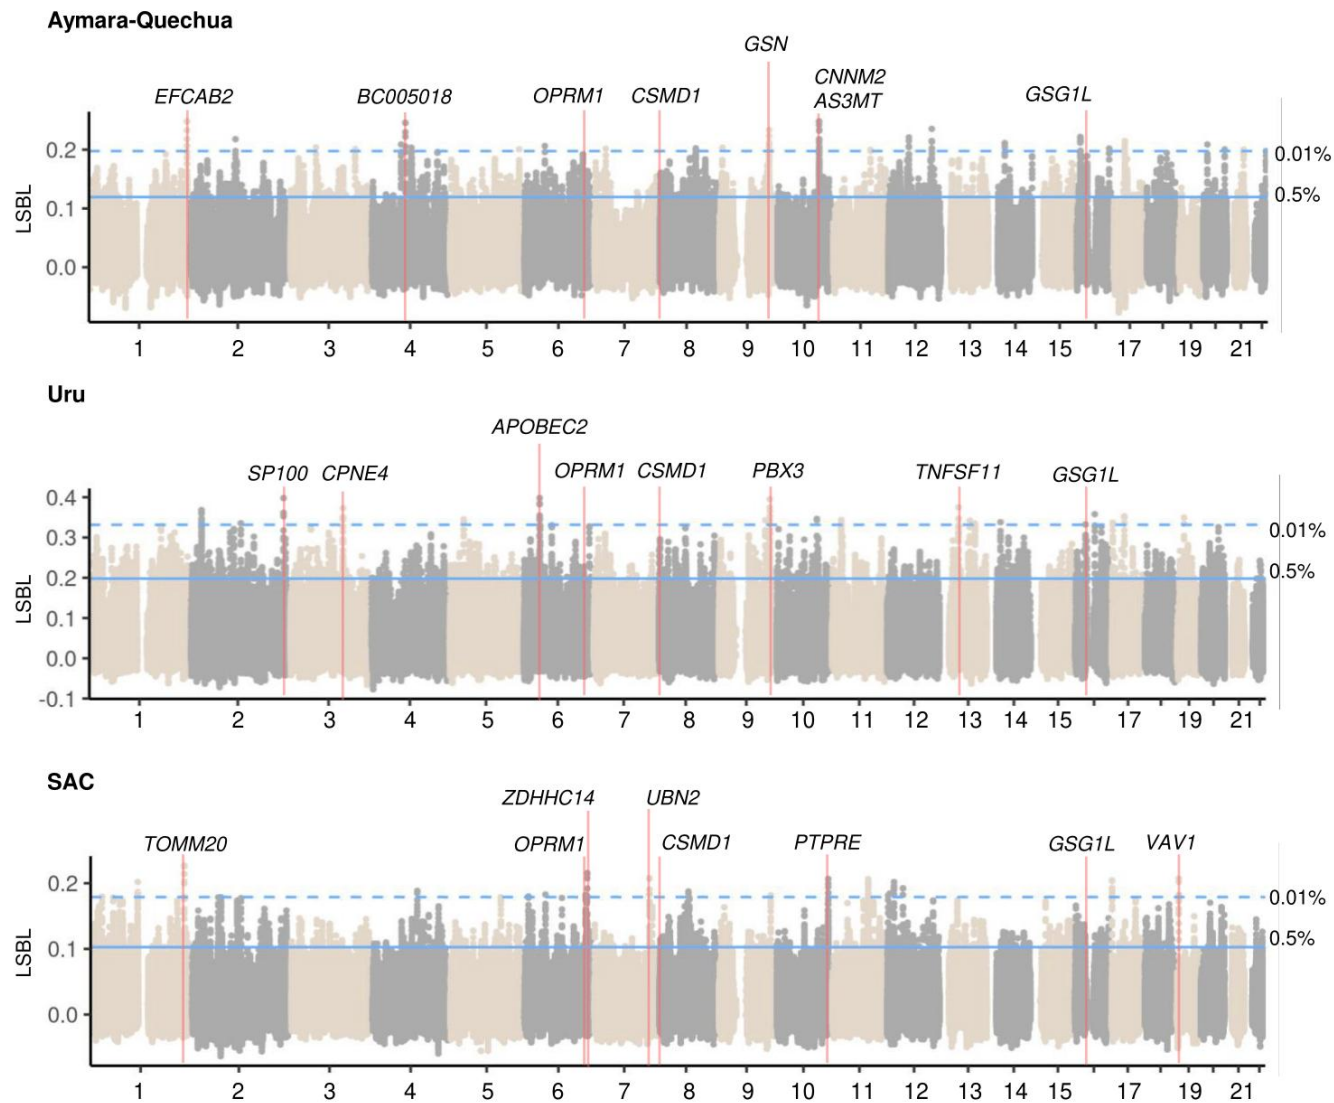 Aymara-Quechua
GSN
CNNM2
EFCAB2 BC005018 OPRM1 CSMD1 AS3MT GSG1L
0.2
0.01%
0.5%
0.1
LSBL
0.0
1 2 3 4 5 6 7 8 9 10 11 12 13 14 15 17 19 21
Uru
APOBEC2
SP100 CPNE4 OPRM1 CSMD1 PBX3 TNFSF11 GSG1L
0.4
0.01%
0.3
0.5%
0.2
LSBL
0.1
0.0
-0.1
1 2 3 4 5 6 7 8 9 10 11 12 13 14 15 17 19 21
SAC
ZDHHC14 UBN2
TOMM20 OPRM1 CSMD1 PTPRE GSG1L VAV1
0.2
0.01%
0.5%
0.1
LSBL
0.0
1 2 3 4 5 6 7 8 9 10 11 12 13 14 15 17 19 21